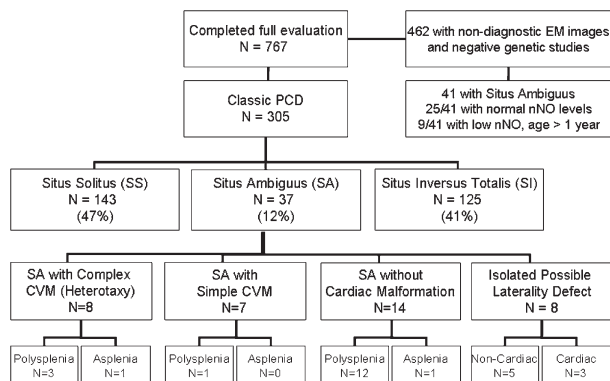 Completed full evaluation
N = 767
462 with non-diagnostic EM images
and negative genetic studies
Classic PCD
N = 305
41 with Situs Ambiguus
25/41 with normal nNO levels
9/41 with low nNO, age > 1 year
Situs Solitus (SS)
N = 143
(47%)
Situs Ambiguus (SA)
N = 37
(12%)
Situs Inversus Totalis (SI)
N = 125
(41%)
SA with Complex
CVM (Heterotaxy)
N=8
SA with
Simple CVM
N=7
SA without
Cardiac Malformation
N=14
Isolated Possible
Laterality Defect
N = 8
Polysplenia
N=3
Asplenia
N=1
Polysplenia
N=1
Asplenia
N=0
Polysplenia
N=12
Asplenia
N=1
Non-Cardiac
N=5
Cardiac
N=3